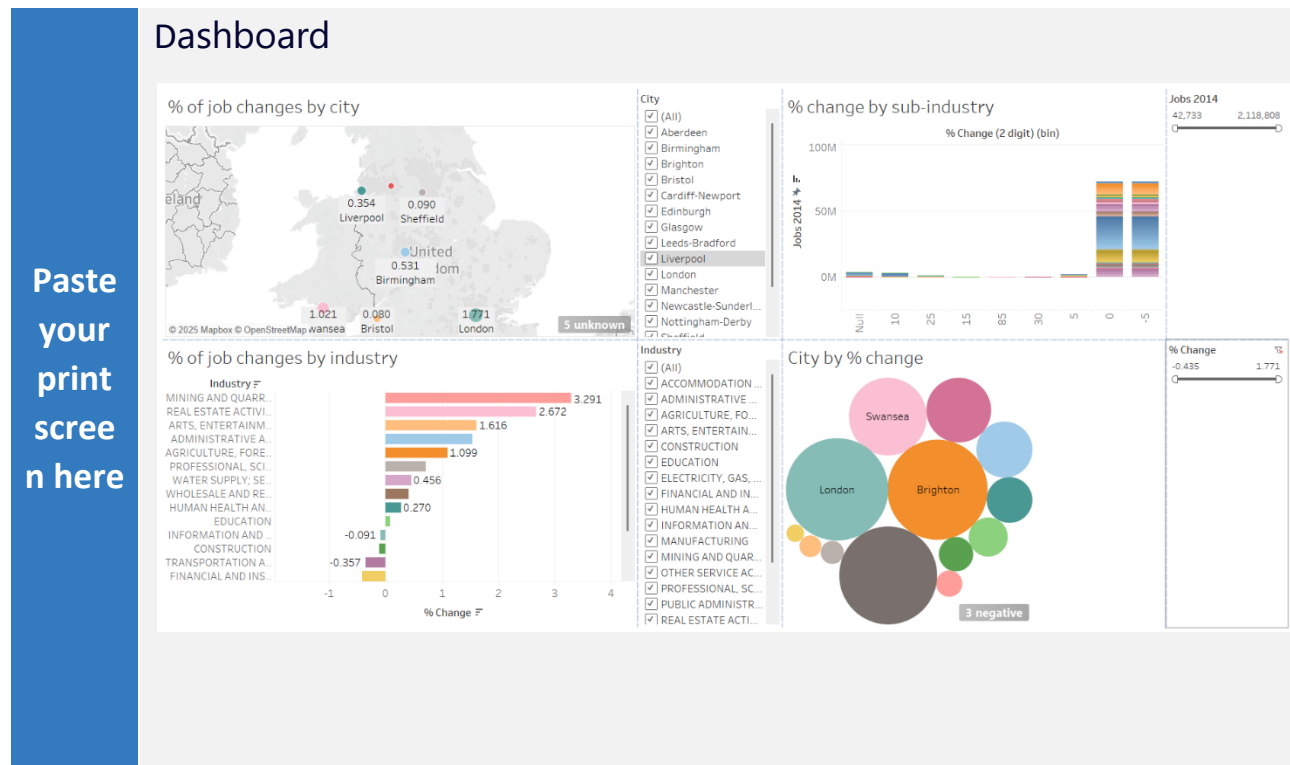 Paste
your
print
scree
n here
Dashboard
% of job changes by city
eland
0.354
Liverpool
0.090
Sheffield
United
dom
0.531
Birmingham
1.021
wansea
0.080
Bristol
1.771
London
© 2025 Mapbox © OpenStreetMap
5 unknown
City
(All)
Aberdeen
Birmingham
Brighton
Bristol
Cardiff-Newport
Edinburgh
Glasgow
Leeds-Bradford
Liverpool
London
Manchester
Newcastle-Sunderl...
Nottingham-Derby
Sheffield
% change by sub-industry
% Change (2 digit) (bin)
100M
50M
0M
Jobs 2014
Null
10
25
15
85
30
5
0
-5
Jobs 2014
42,733 2,118,808
% of job changes by industry
Industry
MINING AND QUARR..
REAL ESTATE ACTIVI..
ARTS, ENTERTAINM..
ADMINISTRATIVE A..
AGRICULTURE, FORE..
PROFESSIONAL, SCI..
WATER SUPPLY; SE..
WHOLESALE AND RE..
HUMAN HEALTH AN..
EDUCATION
INFORMATION AND ..
CONSTRUCTION
TRANSPORTATION A..
FINANCIAL AND INS..
3.291
2.672
1.616
1.099
0.456
0.270
-0.091
-0.357
-1 0 1 2 3 4
% Change
Industry
(All)
ACCOMMODATION ...
ADMINISTRATIVE ...
AGRICULTURE, FO...
ARTS, ENTERTAIN...
CONSTRUCTION
EDUCATION
ELECTRICITY, GAS, ...
FINANCIAL AND IN...
HUMAN HEALTH A...
INFORMATION AN...
MANUFACTURING
MINING AND QUAR...
OTHER SERVICE AC...
PROFESSIONAL, SC...
PUBLIC ADMINISTR...
REAL ESTATE ACTI...
City by % change
Swansea
London
Brighton
3 negative
% Change
-0.435 1.771